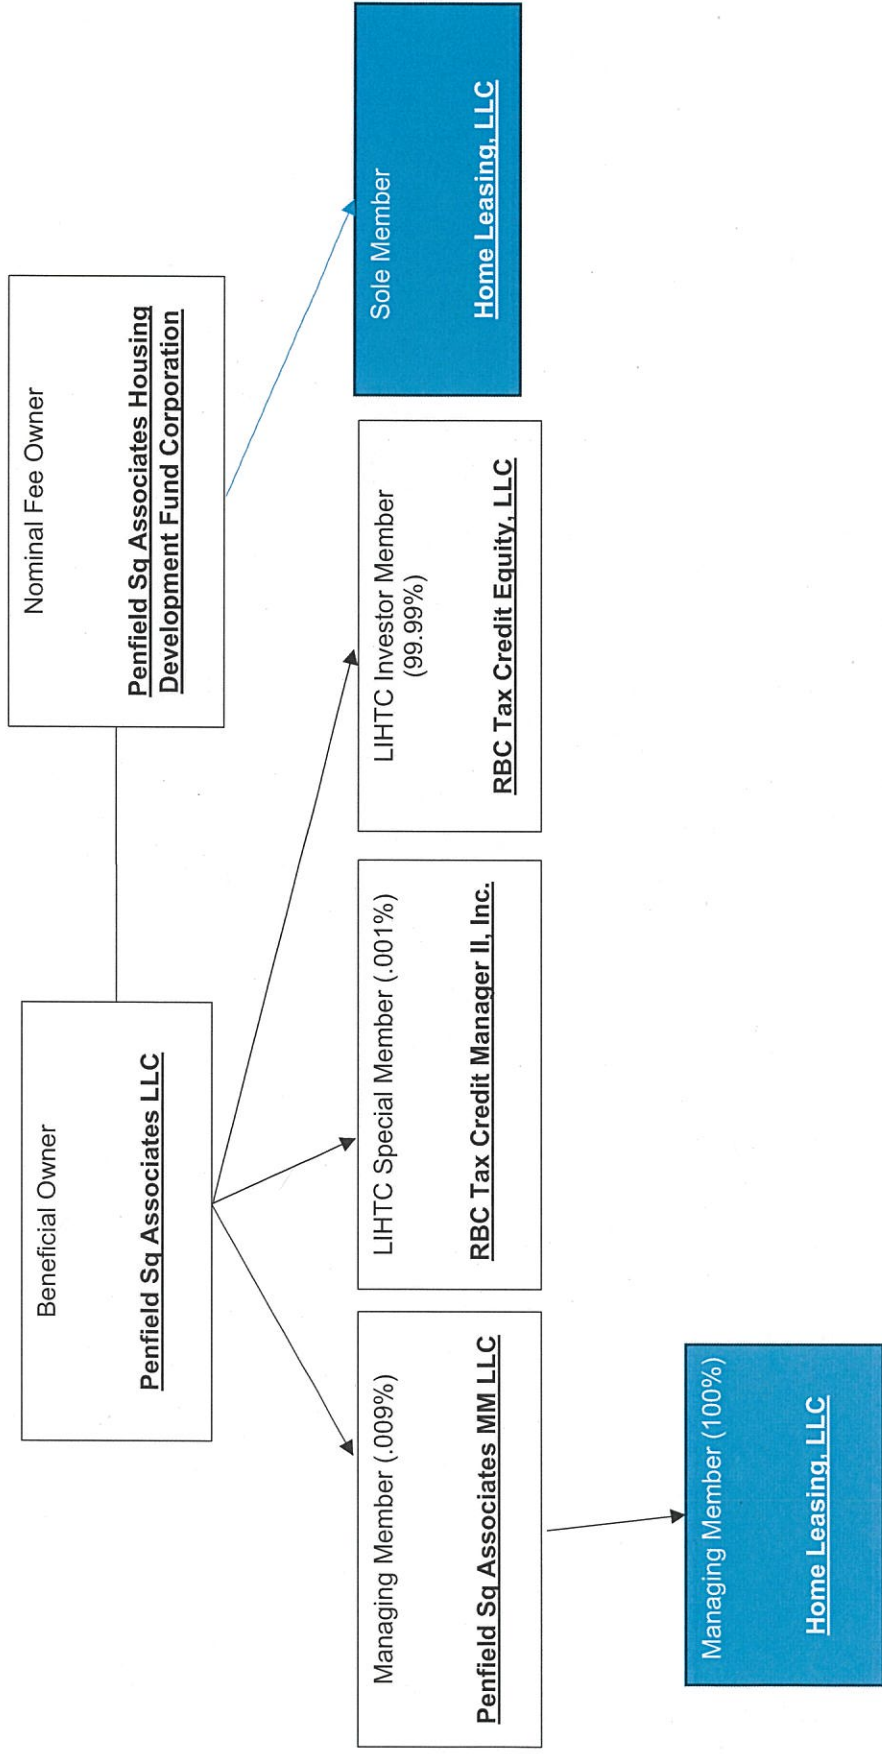 Beneficial Owner
Penfield Sq Associates LLC
Nominal Fee Owner
Penfield Sq Associates Housing
Development Fund Corporation
Managing Member (.009%)
Penfield Sq Associates MM LLC
LIHTC Special Member (.001%)
RBC Tax Credit Manager II, Inc.
LIHTC Investor Member
(99.99%)
RBC Tax Credit Equity, LLC
Sole Member
Home Leasing, LLC
Managing Member (100%)
Home Leasing, LLC